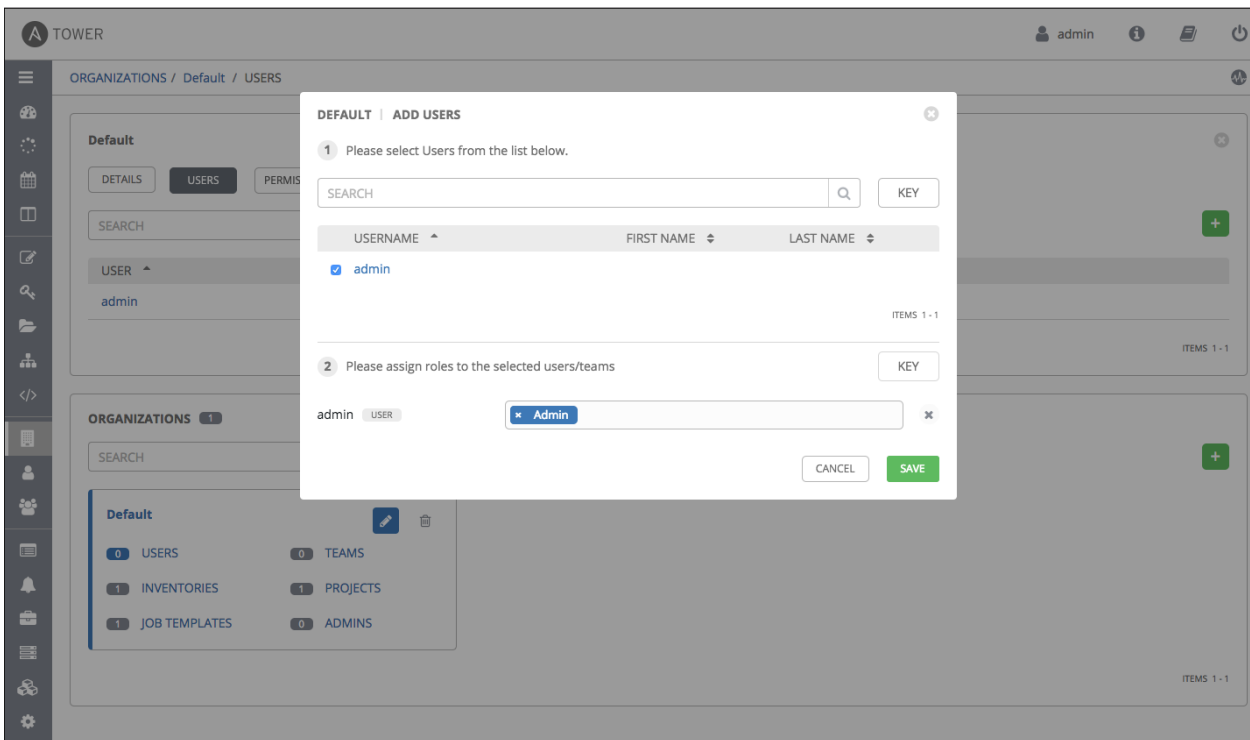 A TOWER admin
ORGANIZATIONS / Default / USERS
Default
DETAILS USERS PERMIS
SEARCH
USER
admin
ITEMS 1 - 1
DEFAULT | ADD USERS
1 Please select Users from the list below.
SEARCH KEY
USERNAME FIRST NAME LAST NAME
admin
ITEMS 1 - 1
2 Please assign roles to the selected users/teams KEY
admin USER × Admin
CANCEL SAVE
ORGANIZATIONS 1
SEARCH
Default
0 USERS 0 TEAMS
1 INVENTORIES 1 PROJECTS
1 JOB TEMPLATES 0 ADMINS
ITEMS 1 - 1